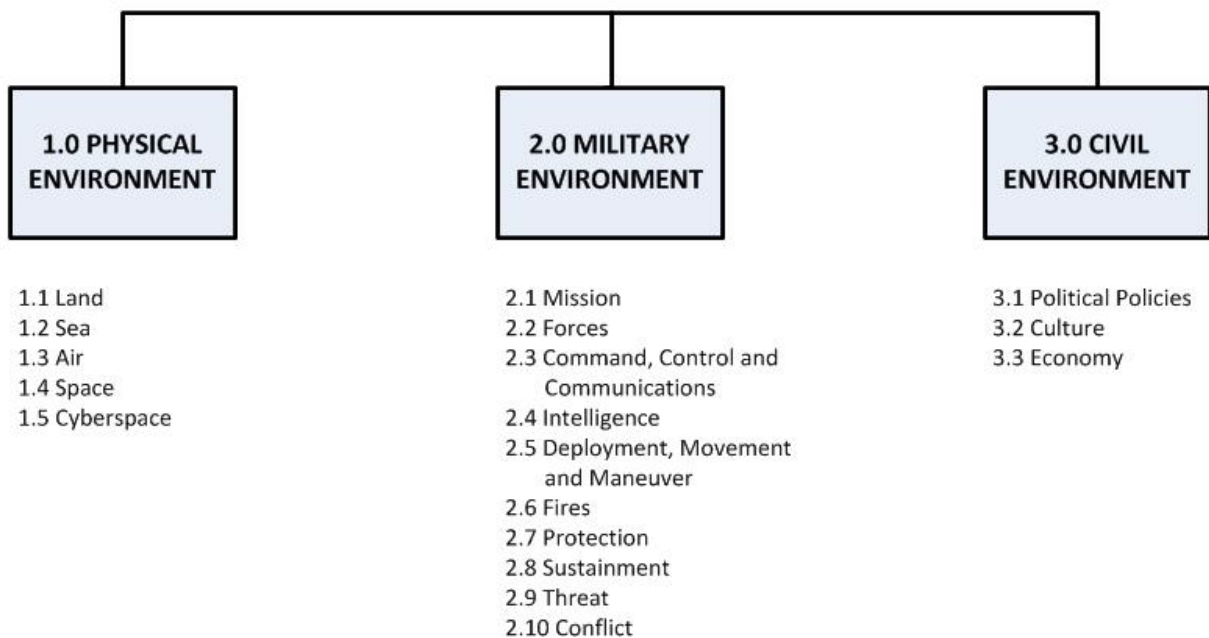 1.0 PHYSICAL
ENVIRONMENT
1.1 Land
1.2 Sea
1.3 Air
1.4 Space
1.5 Cyberspace
2.0 MILITARY
ENVIRONMENT
2.1 Mission
2.2 Forces
2.3 Command, Control and
Communications
2.4 Intelligence
2.5 Deployment, Movement
and Maneuver
2.6 Fires
2.7 Protection
2.8 Sustainment
2.9 Threat
2.10 Conflict
3.0 CIVIL
ENVIRONMENT
3.1 Political Policies
3.2 Culture
3.3 Economy